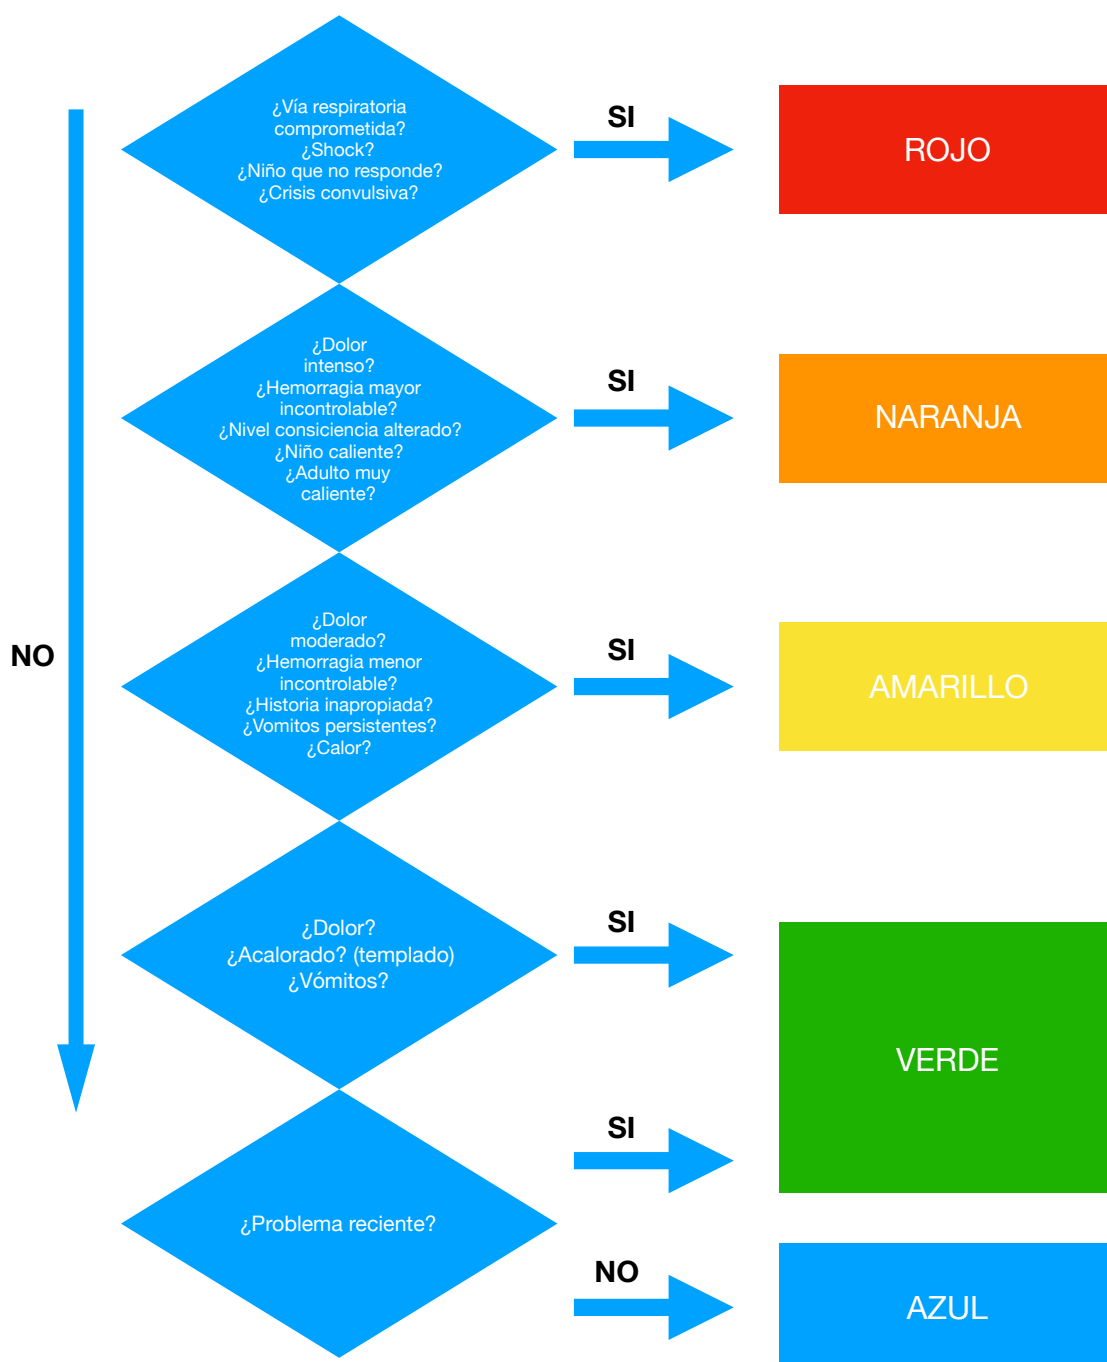 ¿Vía respiratoria
comprometida?
¿Shock?
¿Niño que no responde?
¿Crisis convulsiva?
SI
ROJO
¿Dolor
intenso?
¿Hemorragia mayor
incontrolable?
¿Nivel consiciencia alterado?
¿Niño caliente?
¿Adulto muy
caliente?
SI
NARANJA
NO
¿Dolor
moderado?
¿Hemorragia menor
incontrolable?
¿Historia inapropiada?
¿Vomitos persistentes?
¿Calor?
SI
AMARILLO
¿Dolor?
¿Acalorado? (templado)
¿Vómitos?
SI
VERDE
¿Problema reciente?
SI
NO
AZUL